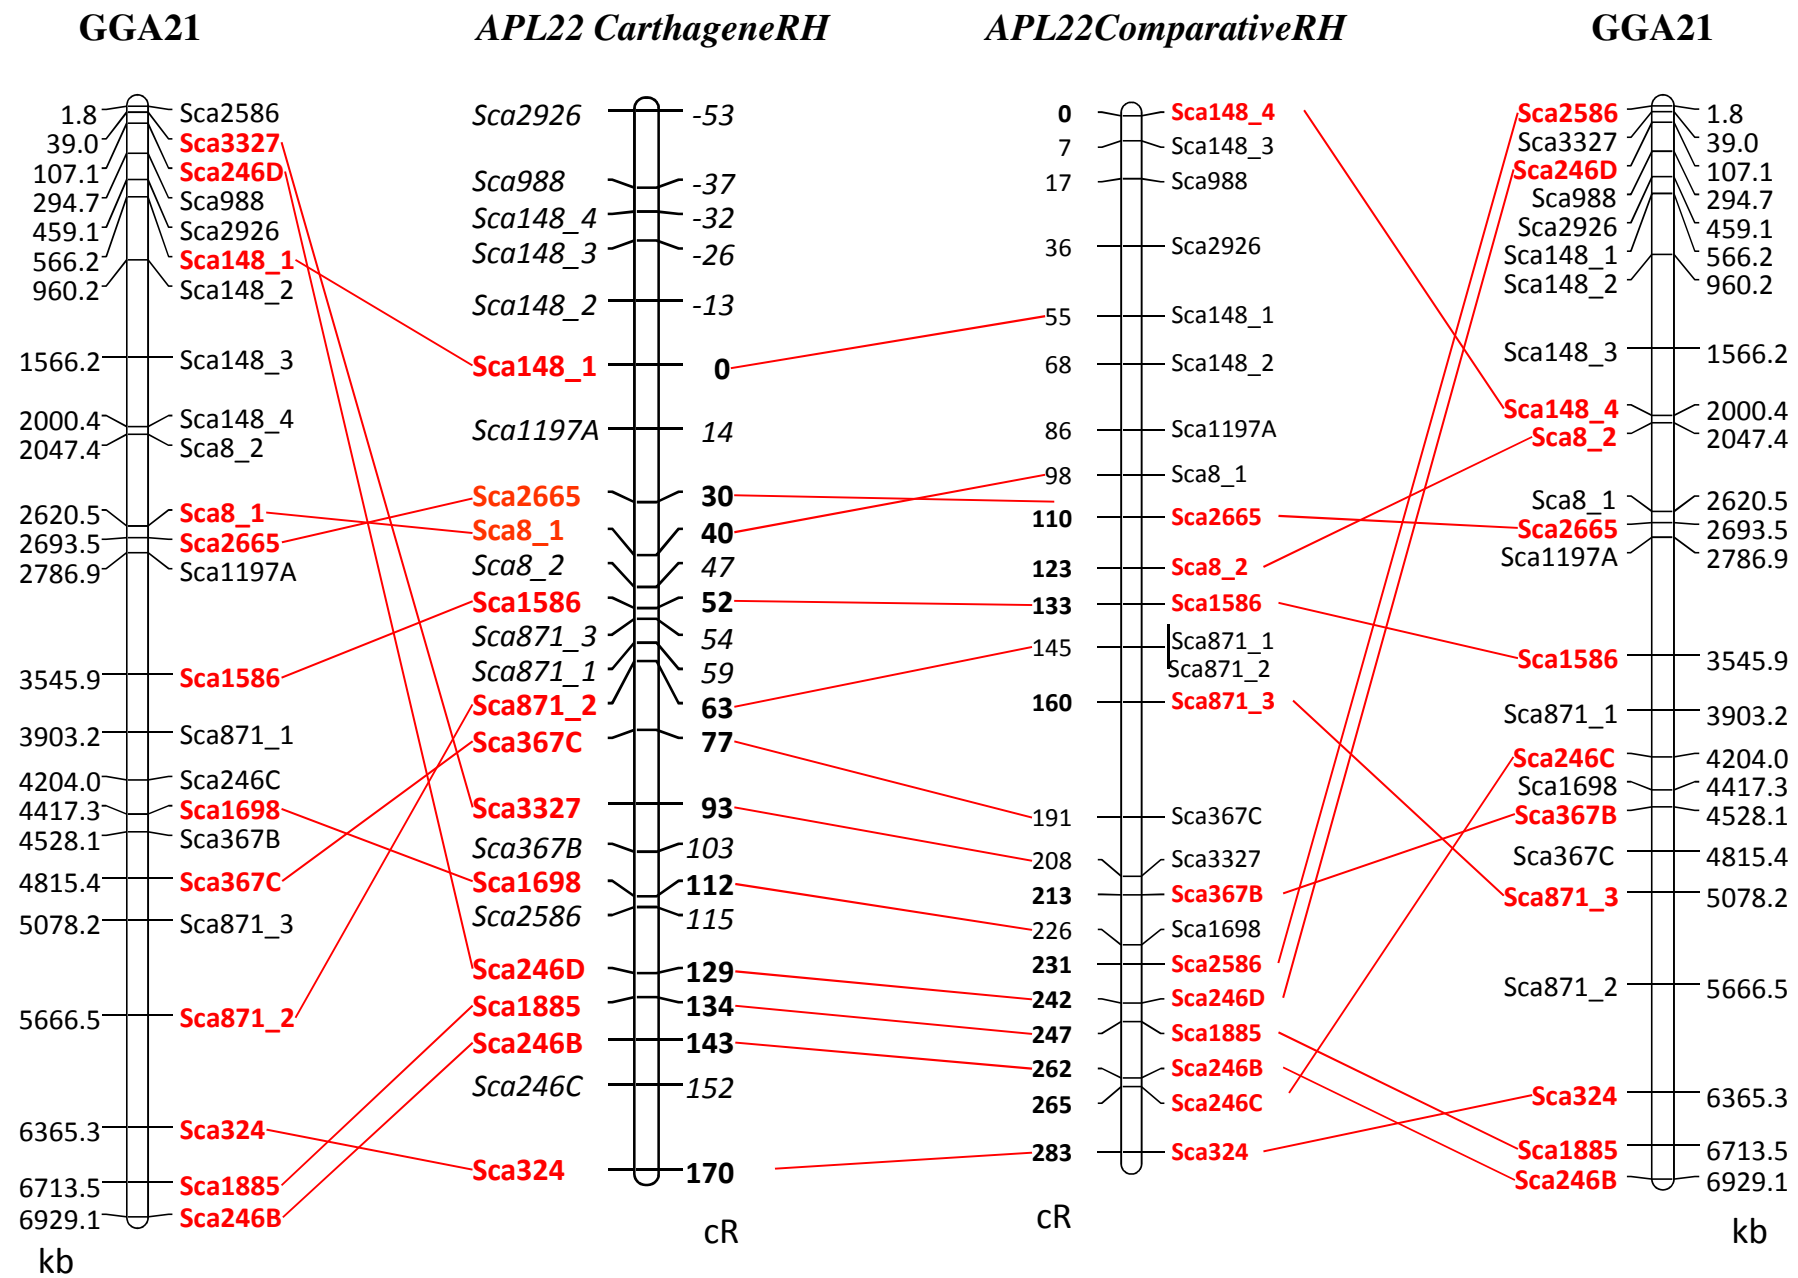 GGA21
APL22 CarthageneRH
APL22ComparativeRH
GGA21
1.8 Sca2586
39.0 Sca3327
107.1 Sca246D
294.7 Sca988
459.1 Sca2926
566.2 Sca148_1
960.2 Sca148_2
1566.2 Sca148_3
2000.4 Sca148_4
2047.4 Sca8_2
2620.5 Sca8_1
2693.5 Sca2665
2786.9 Sca1197A
3545.9 Sca1586
3903.2 Sca871_1
4204.0 Sca246C
4417.3 Sca1698
4528.1 Sca367B
4815.4 Sca367C
5078.2 Sca871_3
5666.5 Sca871_2
6365.3 Sca324
6713.5 Sca1885
6929.1 Sca246B
kb
Sca2926 -53
Sca988 -37
Sca148_4 -32
Sca148_3 -26
Sca148_2 -13
Sca148_1 0
Sca1197A 14
Sca2665 30
Sca8_1 40
Sca8_2 47
Sca1586 52
Sca871_3 54
Sca871_1 59
Sca871_2 63
Sca367C 77
Sca3327 93
Sca367B 103
Sca1698 112
Sca2586 115
Sca246D 129
Sca1885 134
Sca246B 143
Sca246C 152
Sca324 170
cR
0 Sca148_4
7 Sca148_3
17 Sca988
36 Sca2926
55 Sca148_1
68 Sca148_2
86 Sca1197A
98 Sca8_1
110 Sca2665
123 Sca8_2
133 Sca1586
145 Sca871_1
Sca871_2
160 Sca871_3
191 Sca367C
208 Sca3327
213 Sca367B
226 Sca1698
231 Sca2586
242 Sca246D
247 Sca1885
262 Sca246B
265 Sca246C
283 Sca324
cR
Sca2586 1.8
Sca3327 39.0
Sca246D 107.1
Sca988 294.7
Sca2926 459.1
Sca148_1 566.2
Sca148_2 960.2
Sca148_3 1566.2
Sca148_4 2000.4
Sca8_2 2047.4
Sca8_1 2620.5
Sca2665 2693.5
Sca1197A 2786.9
Sca1586 3545.9
Sca871_1 3903.2
Sca246C 4204.0
Sca1698 4417.3
Sca367B 4528.1
Sca367C 4815.4
Sca871_3 5078.2
Sca871_2 5666.5
Sca324 6365.3
Sca1885 6713.5
Sca246B 6929.1
kb